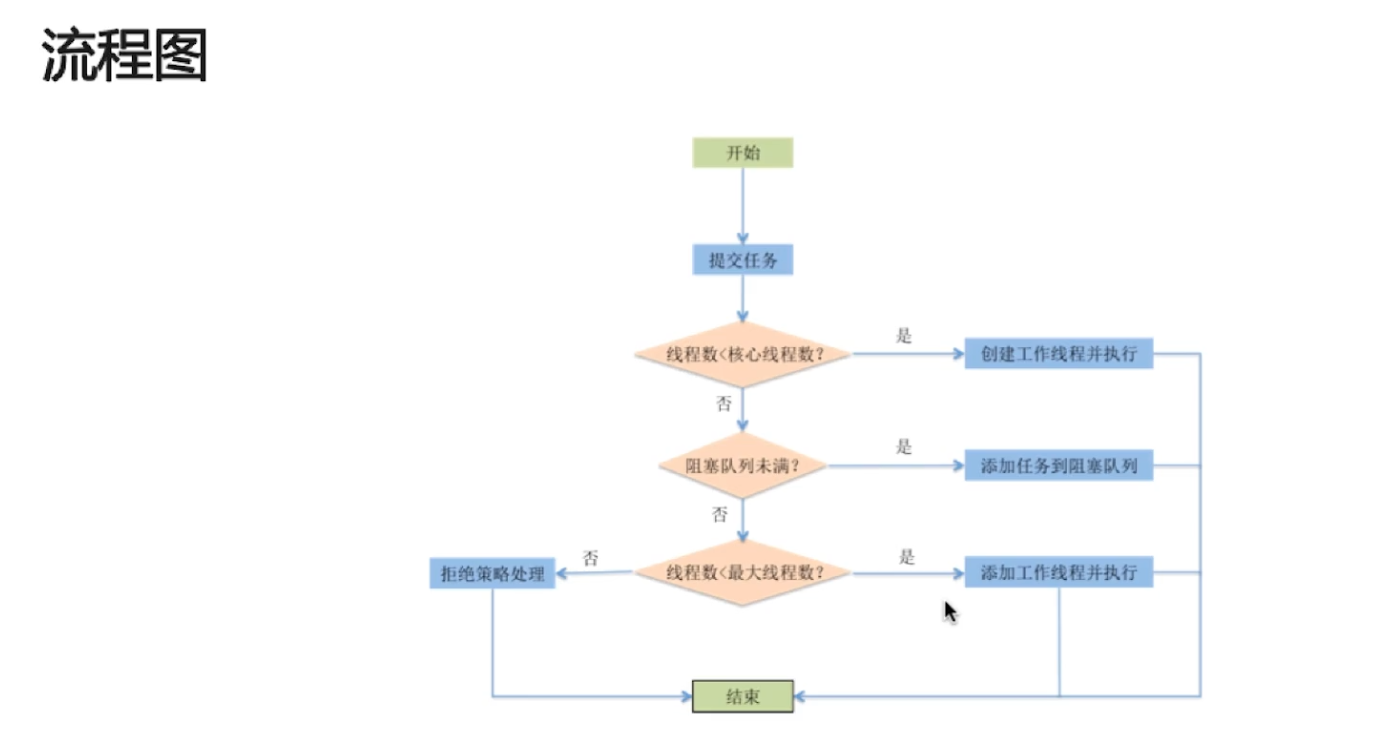 流程图
开始
提交任务
线程数<核心线程数?
是
创建工作线程并执行
否
阻塞队列未满?
是
添加任务到阻塞队列
否
拒绝策略处理
否
线程数<最大线程数?
是
添加工作线程并执行
结束